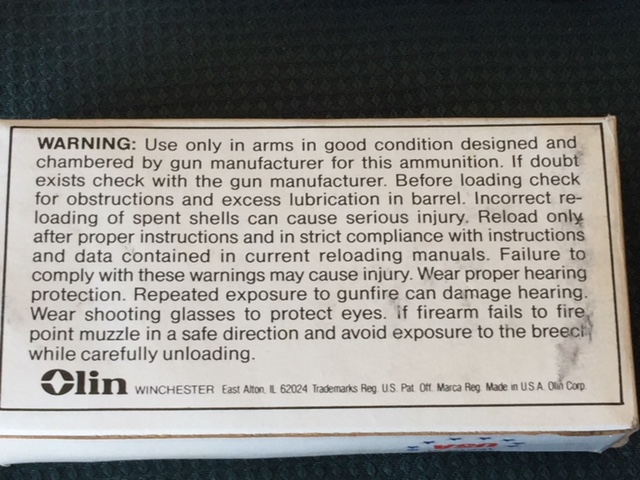 WARNING: Use only in arms in good condition designed and
chambered by gun manufacturer for this ammunition. If doubt
exists check with the gun manufacturer. Before loading check
for obstructions and excess lubrication in barrel. Incorrect re-
loading of spent shells can cause serious injury. Reload only
after proper instructions and in strict compliance with instructions
and data contained in current reloading manuals. Failure to
comply with these warnings may cause injury. Wear proper hearing
protection. Repeated exposure to gunfire can damage hearing.
Wear shooting glasses to protect eyes. If firearm fails to fire
point muzzle in a safe direction and avoid exposure to the breech
while carefully unloading.
Olin WINCHESTER East Alton, IL 62024 Trademarks Reg. U.S. Pat. Off. Marca Reg. Made in U.S.A. Olin Corp.
USA